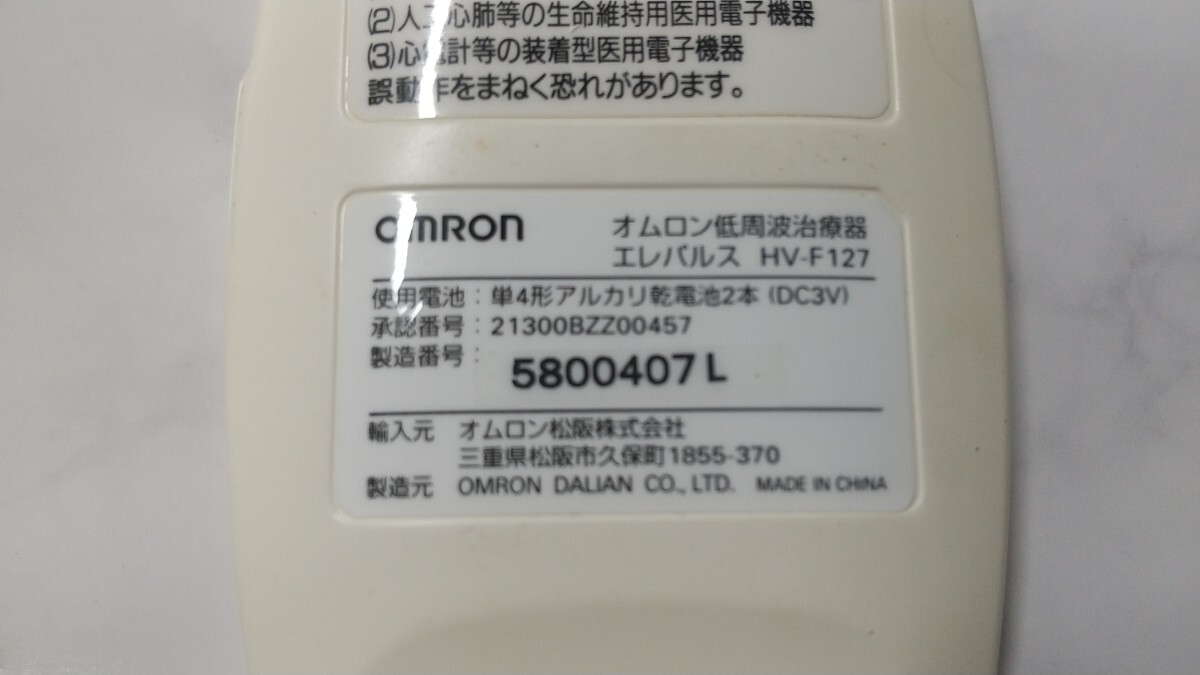 (2)人工心肺等の生命維持用医用電子機器
(3)心電計等の装着型医用電子機器
誤動作をまねく恐れがあります。
OMRON オムロン低周波治療器
エレパルス HV-F127
使用電池：単4形アルカリ乾電池2本（DC3V）
承認番号：21300BZZ00457
製造番号：5800407L
輸入元 オムロン松阪株式会社
三重県松阪市久保町1855-370
製造元 OMRON DALIAN CO., LTD. MADE IN CHINA